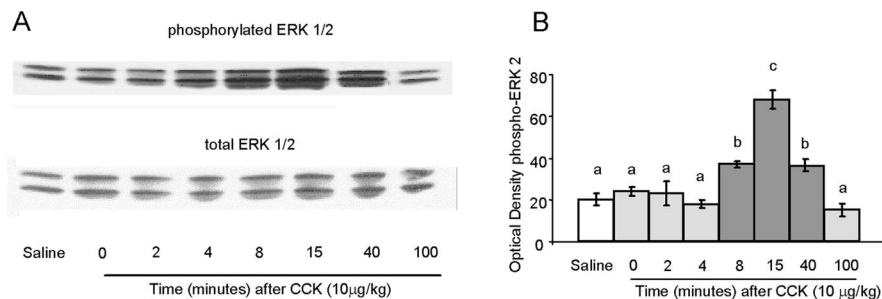 A
phosphorylated ERK 1/2
total ERK 1/2
Saline 0 2 4 8 15 40 100
Time (minutes) after CCK (10μg/kg)
B
Optical Density phospho-ERK 2
80
60
40
20
0
a a a a b c b a
Saline 0 2 4 8 15 40 100
Time (minutes) after CCK (10 μg/kg)